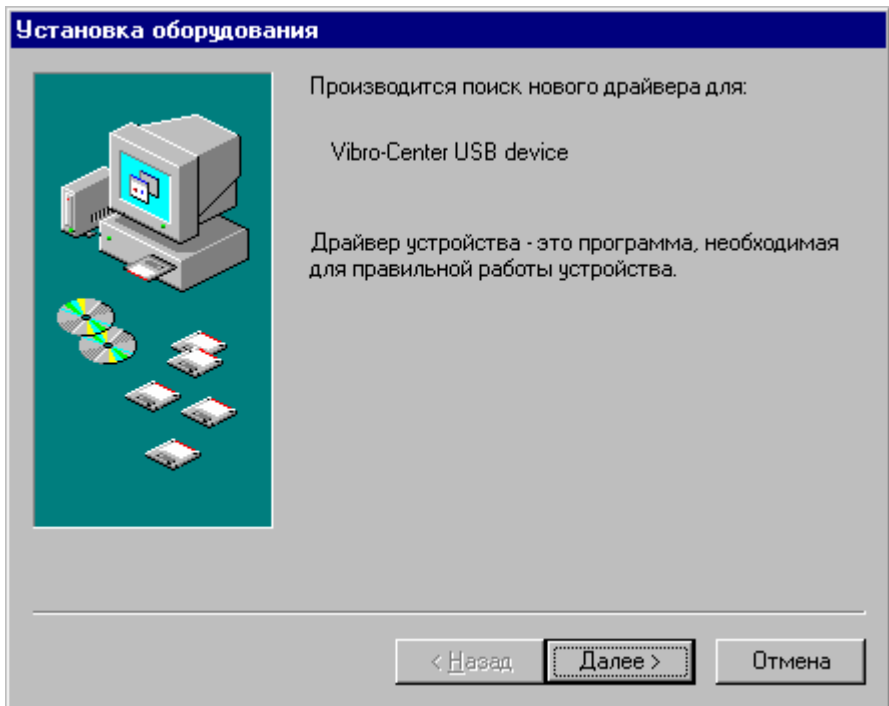 Установка оборудования
Производится поиск нового драйвера для:
Vibro-Center USB device
Драйвер устройства - это программа, необходимая
для правильной работы устройства.
< Назад
Далее >
Отмена